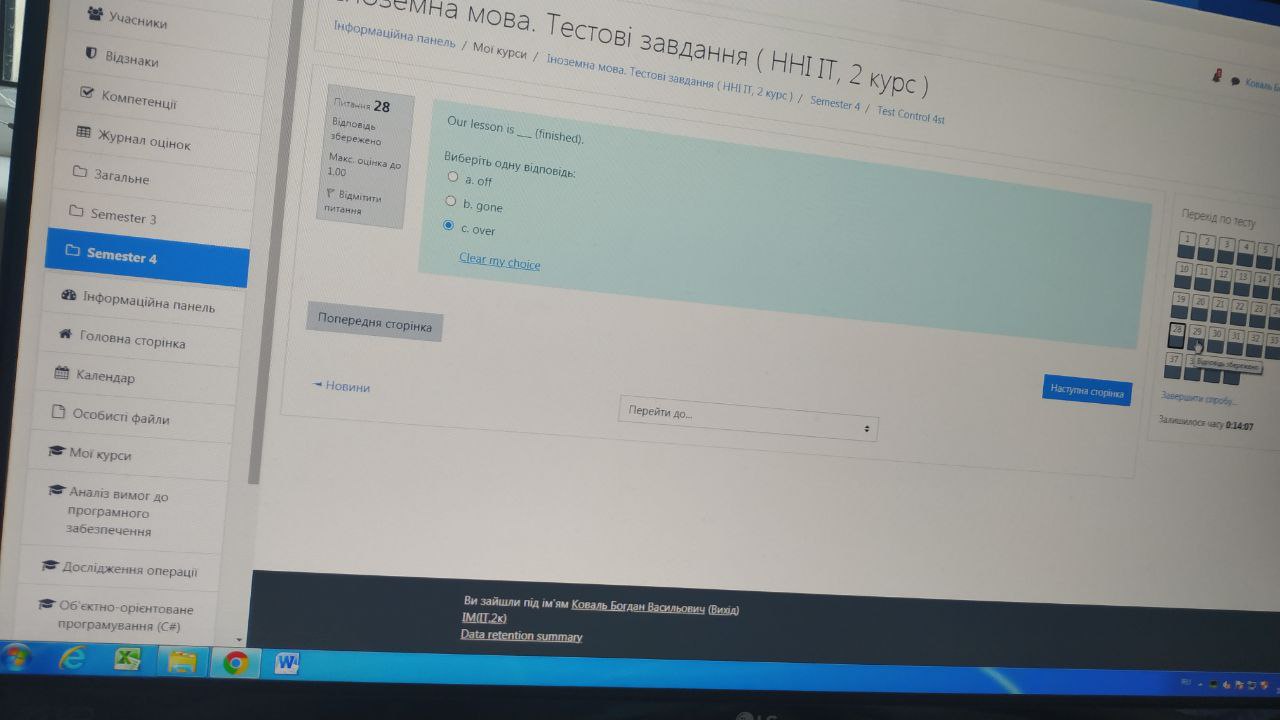 Іноземна мова. Тестові завдання ( ННІ ІТ, 2 курс )
Інформаційна панель / Мої курси / Іноземна мова. Тестові завдання ( ННІ ІТ, 2 курс ) / Semester 4 / Test Control 4st
Коваль
Учасники
Відзнаки
Компетенції
Журнал оцінок
Загальне
Semester 3
Semester 4
Інформаційна панель
Головна сторінка
Календар
Особисті файли
Мої курси
Аналіз вимог до
програмного
забезпечення
Дослідження операції
Об'єктно-орієнтоване
програмування (C#)
Питання 28
Відповідь
збережено
Макс. оцінка до
1,00
Відмітити
питання
Our lesson is ___ (finished).
Виберіть одну відповідь:
a. off
b. gone
c. over
Clear my choice
Попередня сторінка
Наступна сторінка
◄ Новини
Перейти до...
Перехід по тесту
1 2 3 4 5
10 11 12 13 14
19 20 21 22 23
28 29 30 31 32 33
37
Відповідь збережено
Завершити спробу...
Залишилося часу 0:14:07
Ви зайшли під ім'ям Коваль Богдан Васильович (Вихід)
ІМ(ІТ,2к)
Data retention summary
RU
LG